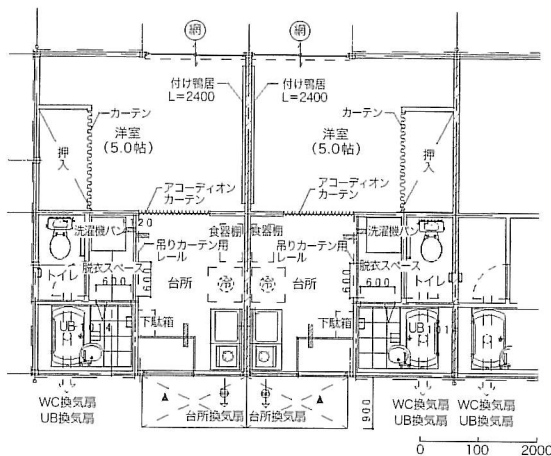 網
網
付け鴨居
L=2400
付け鴨居
L=2400
カーテン
カーテン
洋室
(5.0帖)
洋室
(5.0帖)
押入
押入
アコーディオン
カーテン
アコーディオン
カーテン
120
洗濯機パン
吊りカーテン用
レール
食器棚
食器棚
吊りカーテン用
レール
洗濯機パン
脱衣スペース
600
トイレ
600
台所
台所
600
脱衣スペース
600
トイレ
UB1014
下駄箱
下駄箱
UB1014
WC換気扇
UB換気扇
台所換気扇
台所換気扇
900
WC換気扇
UB換気扇
WC換気扇
UB換気扇
0 100 2000